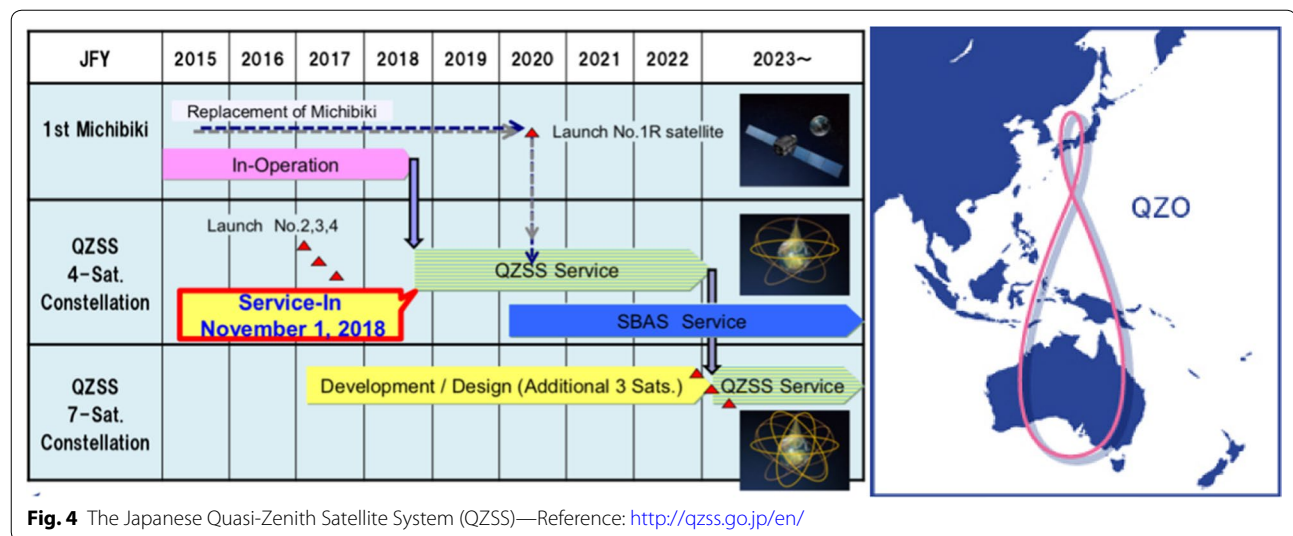 JFY 2015 2016 2017 2018 2019 2020 2021 2022 2023~
1st Michibiki
Replacement of Michibiki
Launch No.1R satellite
In-Operation
QZSS
4-Sat.
Constellation
Launch No.2,3,4
QZSS Service
Service-In
November 1, 2018
SBAS Service
QZSS
7-Sat.
Constellation
Development / Design (Additional 3 Sats.)
QZSS Service
QZO
Fig. 4 The Japanese Quasi-Zenith Satellite System (QZSS)—Reference: http://qzss.go.jp/en/